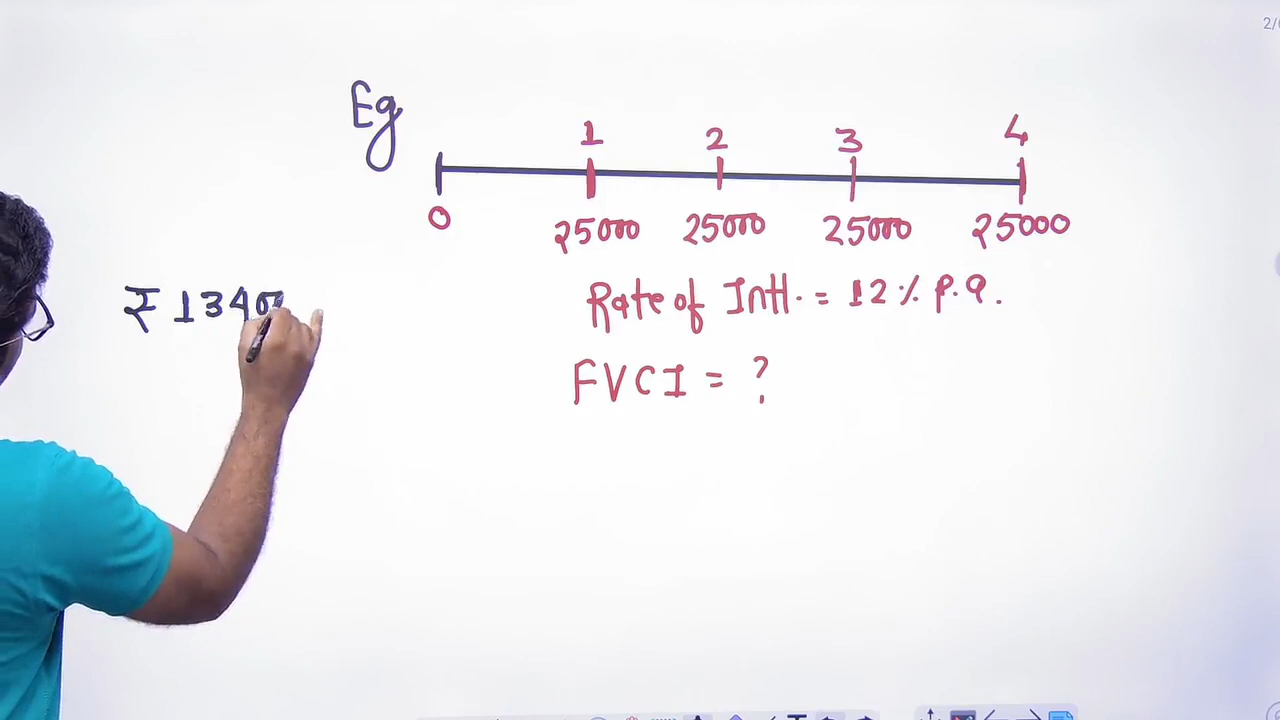 Eg
1 2 3 4
0 25000 25000 25000 25000
₹ 1340
Rate of Intt. = 12% p.a.
FVCI = ?